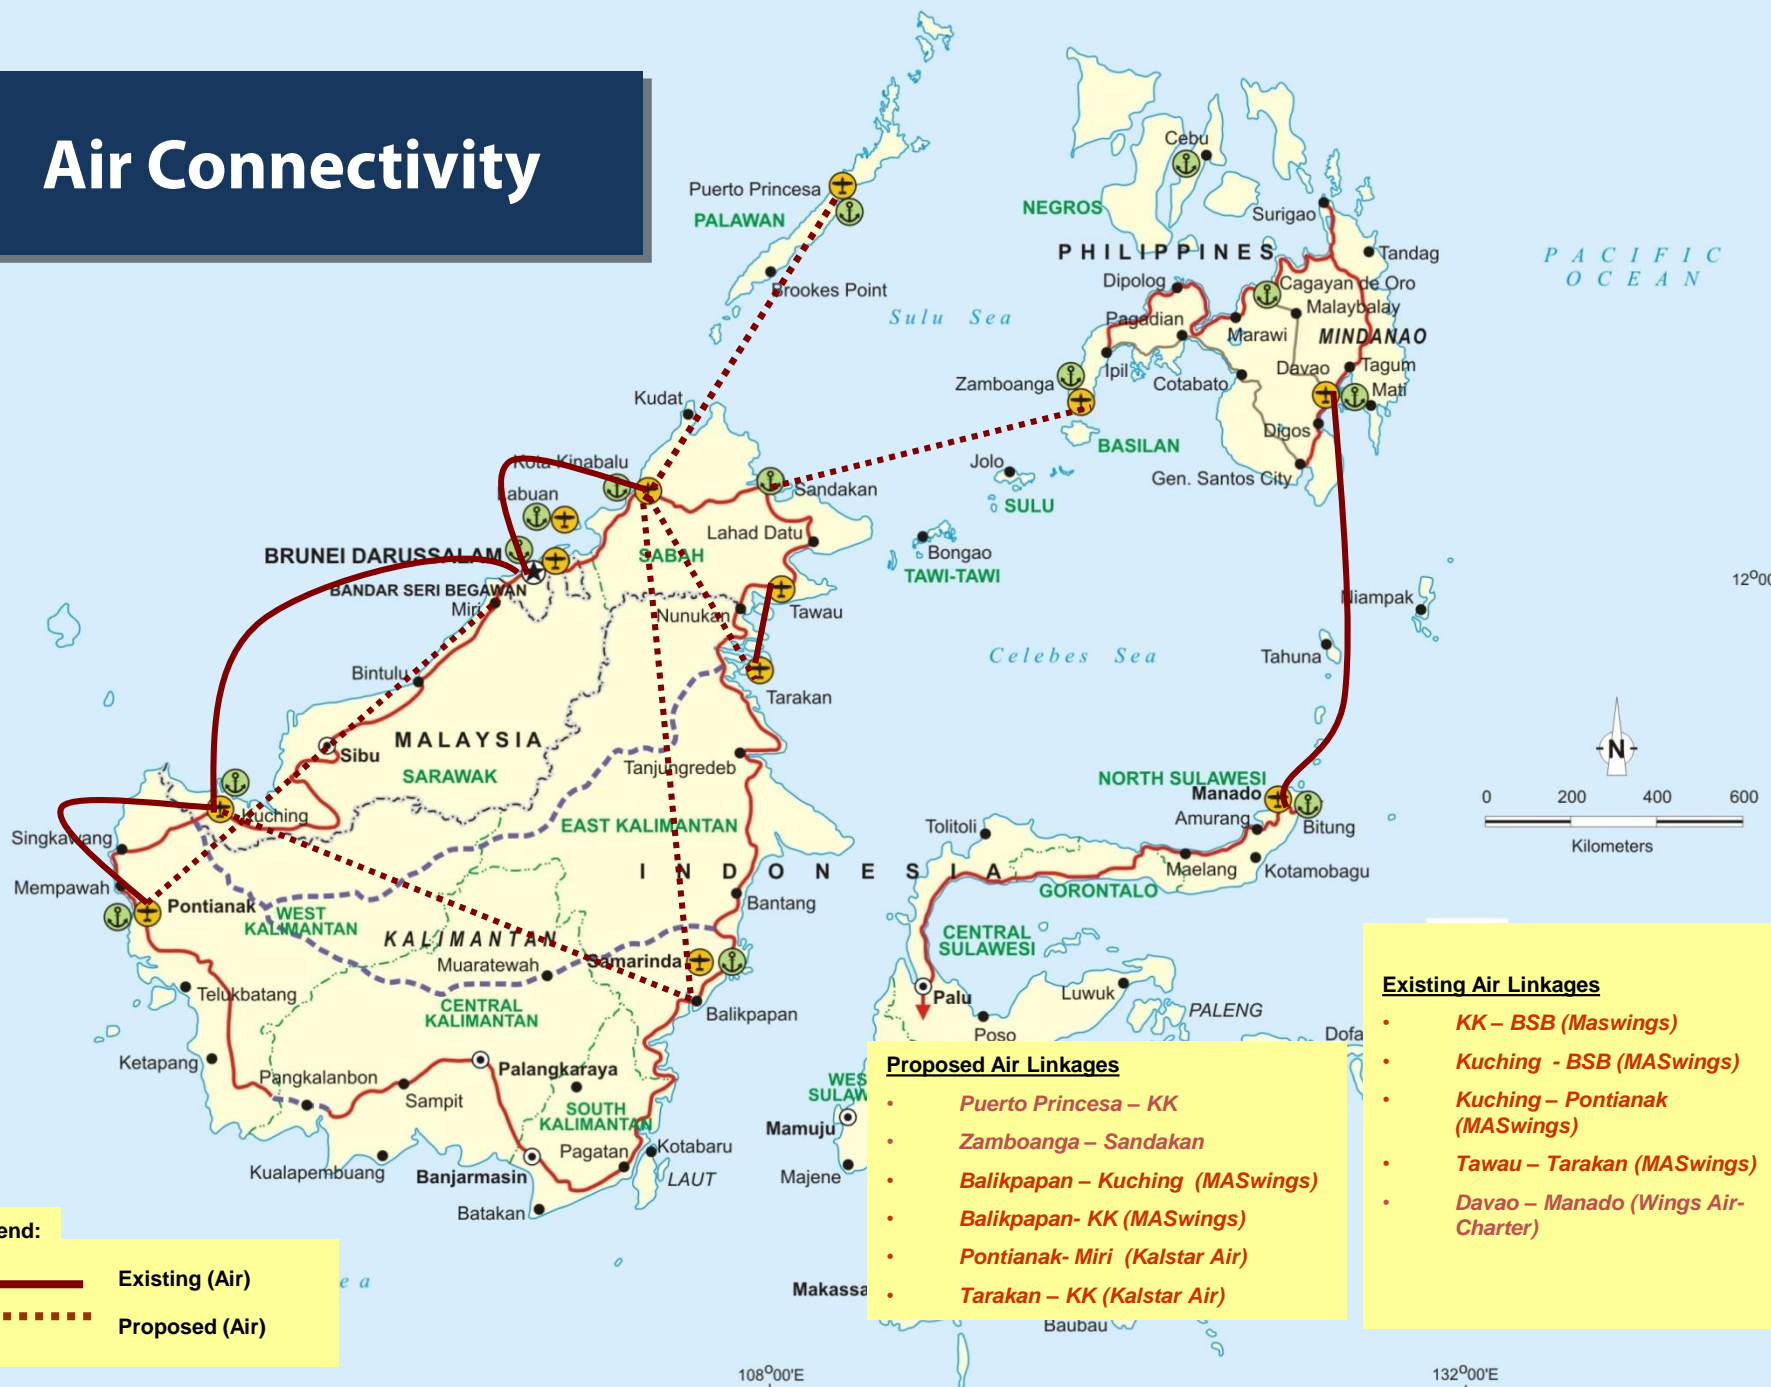 Air Connectivity
Cebu
Puerto Princesa
PALAWAN
NEGROS
Surigao
PHILIPPINES
Tandag
PACIFIC
OCEAN
Brookes Point
Dipolog
Cagayan de Oro
Malaybalay
Sulu Sea
Pagadian
Marawi
MINDANAO
Ipil
Davao
Tagum
Zamboanga
Cotabato
Mati
Kudat
Digos
BASILAN
Kota Kinabalu
Jolo
Gen. Santos City
Labuan
Sandakan
SULU
Lahad Datu
BRUNEI DARUSSALAM
SABAH
Bongao
TAWI-TAWI
BANDAR SERI BEGAWAN
Miri
Nunukan
Tawau
Niampak
Celebes Sea
Tahuna
Bintulu
Tarakan
MALAYSIA
Sibu
SARAWAK
Tanjungredeb
N
NORTH SULAWESI
Manado
0 200 400 600
Kilometers
Kuching
Amurang
Bitung
EAST KALIMANTAN
Tolitoli
Singkawang
INDONESIA
Maelang
Kotamobagu
Mempawah
GORONTALO
Pontianak
Bantang
WEST
KALIMANTAN
KALIMANTAN
CENTRAL
SULAWESI
Muaratewah
Samarinda
Telukbatang
CENTRAL
KALIMANTAN
Balikpapan
Palu
Luwuk
PALENG
Poso
Dofa
Ketapang
Pangkalanbon
Palangkaraya
Sampit
SOUTH
KALIMANTAN
WES
SULAW
Mamuju
Kotabaru
Pagatan
Kualapembuang
Banjarmasin
LAUT
Majene
Batakan
Makassa
Baubau
108⁰00'E
132⁰00'E
12⁰0
Proposed Air Linkages
• Puerto Princesa – KK
• Zamboanga – Sandakan
• Balikpapan – Kuching (MASwings)
• Balikpapan- KK (MASwings)
• Pontianak- Miri (Kalstar Air)
• Tarakan – KK (Kalstar Air)
Existing Air Linkages
• KK – BSB (Maswings)
• Kuching - BSB (MASwings)
• Kuching – Pontianak
(MASwings)
• Tawau – Tarakan (MASwings)
• Davao – Manado (Wings Air-
Charter)
end:
Existing (Air)
Proposed (Air)
ea